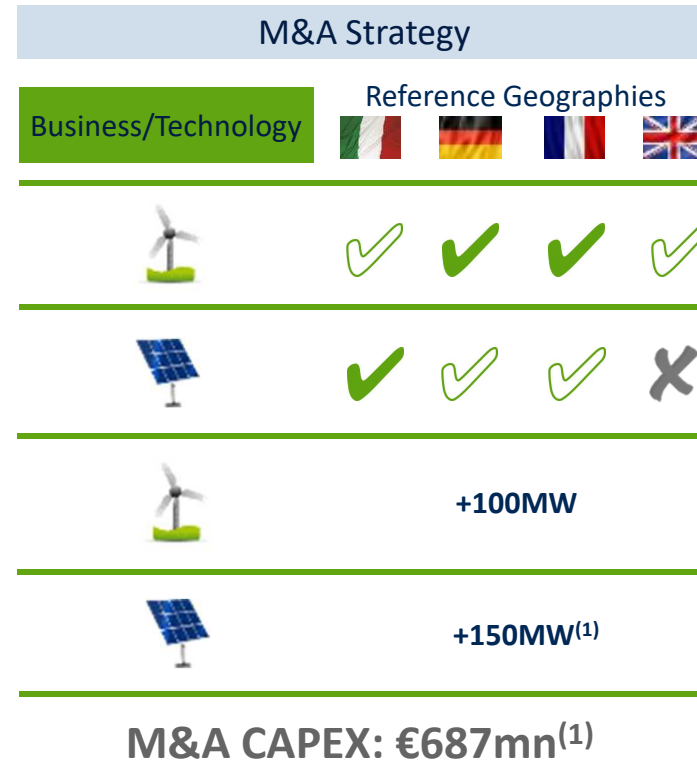 M&A Strategy
Business/Technology
Reference Geographies
+100MW
+150MW(1)
M&A CAPEX: €687mn(1)